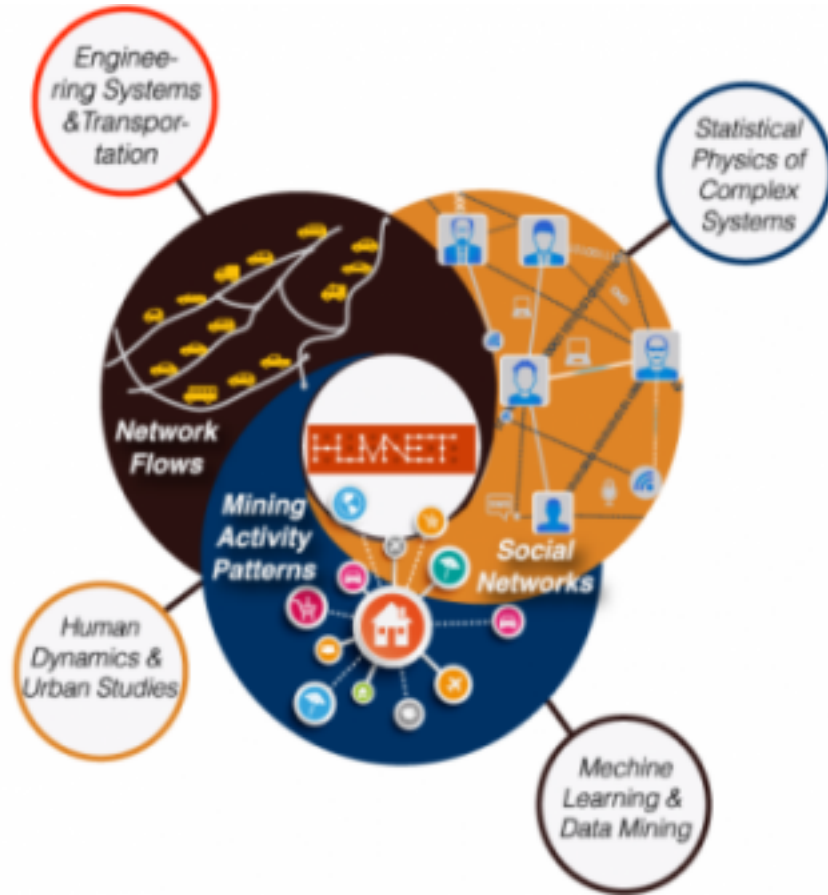 Enginee-
ring Systems
&Transpor-
tation
Statistical
Physics of
Complex
Systems
Network
Flows
HUMNET
Mining
Activity
Patterns
Social
Networks
Human
Dynamics &
Urban Studies
Mechine
Learning &
Data Mining